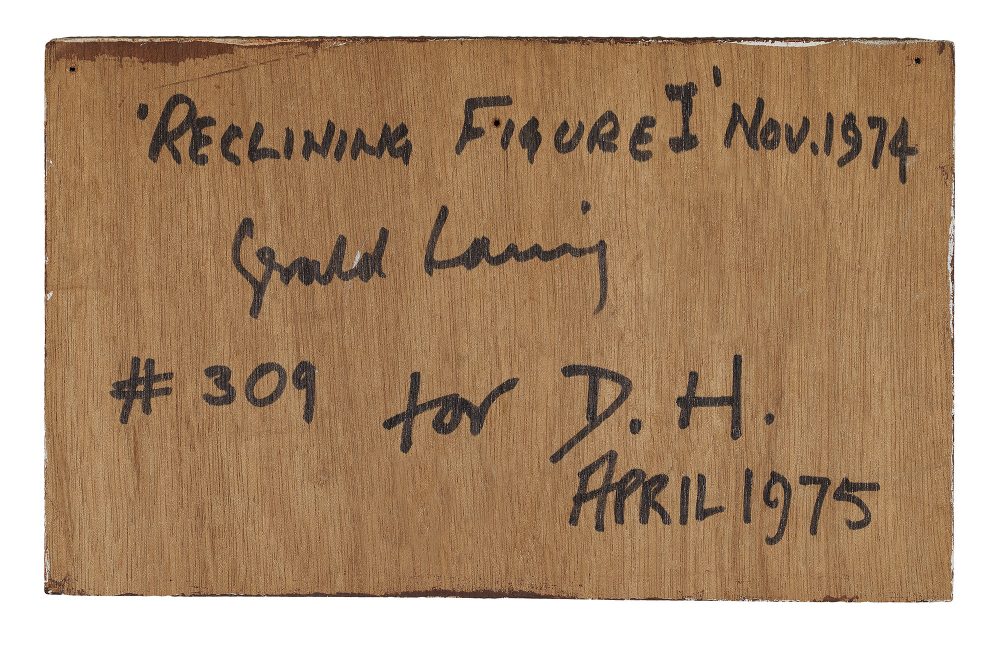 'RECLINING FIGURE I' NOV. 1974
Gerald Laing
# 309 for D. H.
APRIL 1975